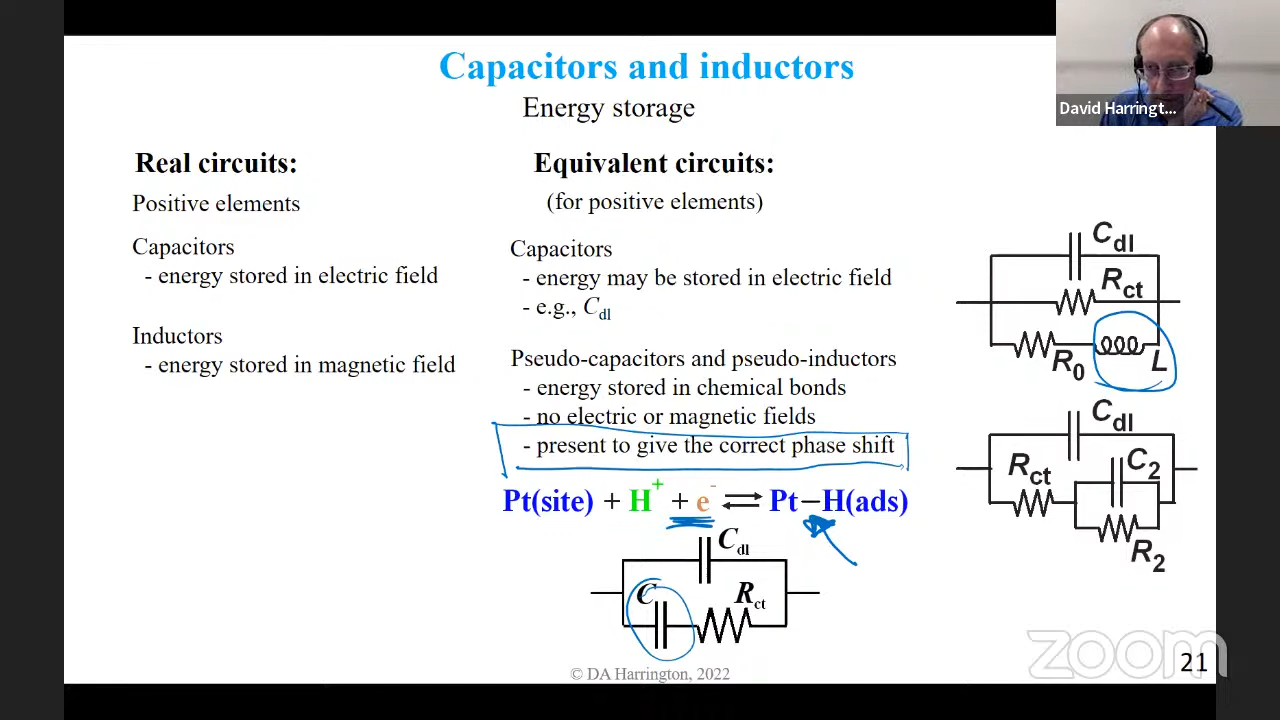 Capacitors and inductors
Energy storage
David Harringt...
Real circuits:
Positive elements
Capacitors
- energy stored in electric field
Inductors
- energy stored in magnetic field
Equivalent circuits:
(for positive elements)
Capacitors
- energy may be stored in electric field
- e.g., Cdl
Pseudo-capacitors and pseudo-inductors
- energy stored in chemical bonds
- no electric or magnetic fields
- present to give the correct phase shift
Pt(site) + H+ + e- ⇌ Pt–H(ads)
Cdl
C
Rct
Cdl
Rct
R0
L
Cdl
Rct
C2
R2
© DA Harrington, 2022
zoom
21